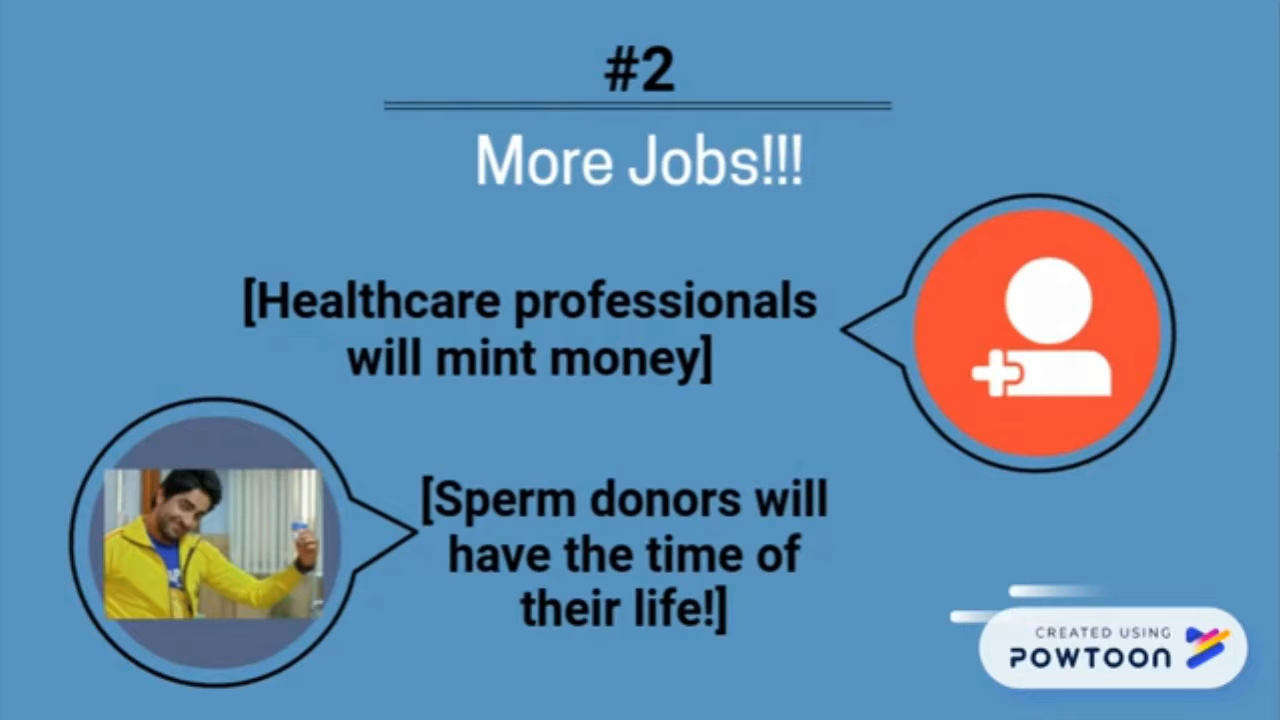 #2
More Jobs!!!
[Healthcare professionals
will mint money]
[Sperm donors will
have the time of
their life!]
CREATED USING
POWTOON